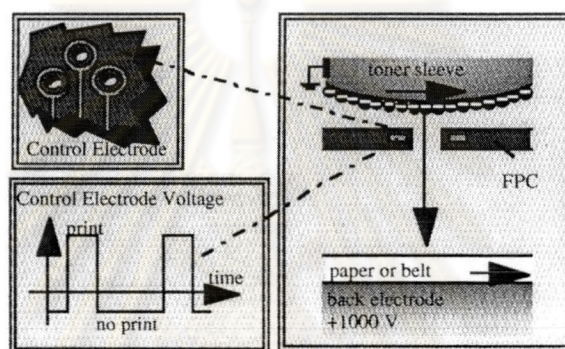 Control Electrode
Control Electrode Voltage
print
time
no print
toner sleeve
FPC
paper or belt
back electrode
+1000 V